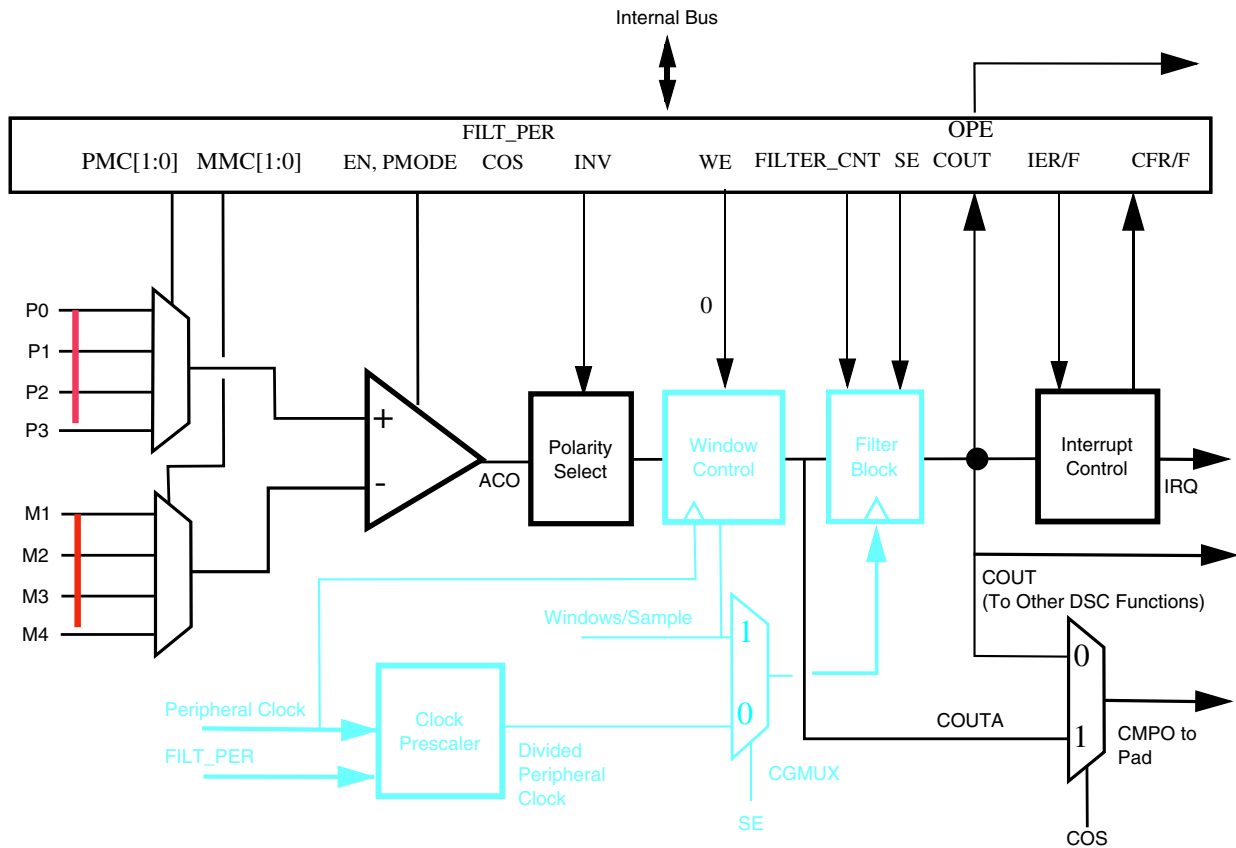 Internal Bus
FILT_PER OPE
PMC[1:0] MMC[1:0] EN, PMODE COS INV WE FILTER_CNT SE COUT IER/F CFR/F
0
P0
P1
P2
P3
+
-
ACO
Polarity
Select
Window
Control
Filter
Block
Interrupt
Control
IRQ
M1
M2
M3
M4
COUT
(To Other DSC Functions)
Windows/Sample
1
0
0
1
Peripheral Clock
FILT_PER
Clock
Prescaler
Divided
Peripheral
Clock
CGMUX
SE
COUTA
CMPO to
Pad
COS